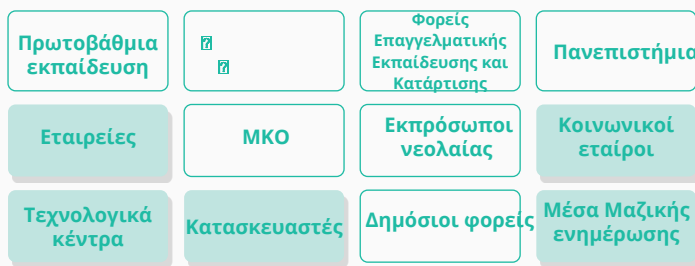 Πρωτοβάθμια
εκπαίδευση
Φορείς
Επαγγελματικής
Εκπαίδευσης και
Κατάρτισης
Πανεπιστήμια
Εταιρείες
ΜΚΟ
Εκπρόσωποι
νεολαίας
Κοινωνικοί
εταίροι
Τεχνολογικά
κέντρα
Κατασκευαστές
Δημόσιοι φορείς
Μέσα Μαζικής
ενημέρωσης